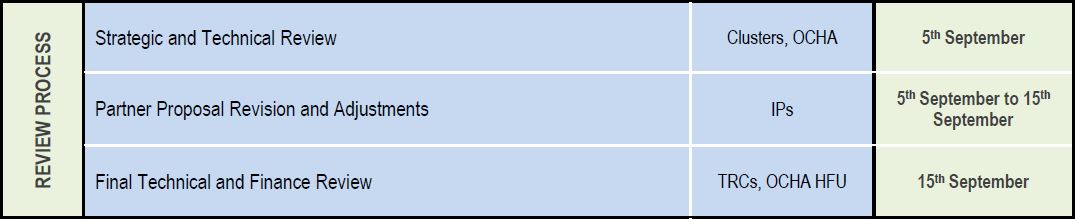 REVIEW PROCESS
Strategic and Technical Review
Clusters, OCHA
5th September
Partner Proposal Revision and Adjustments
IPs
5th September to 15th
September
Final Technical and Finance Review
TRCs, OCHA HFU
15th September